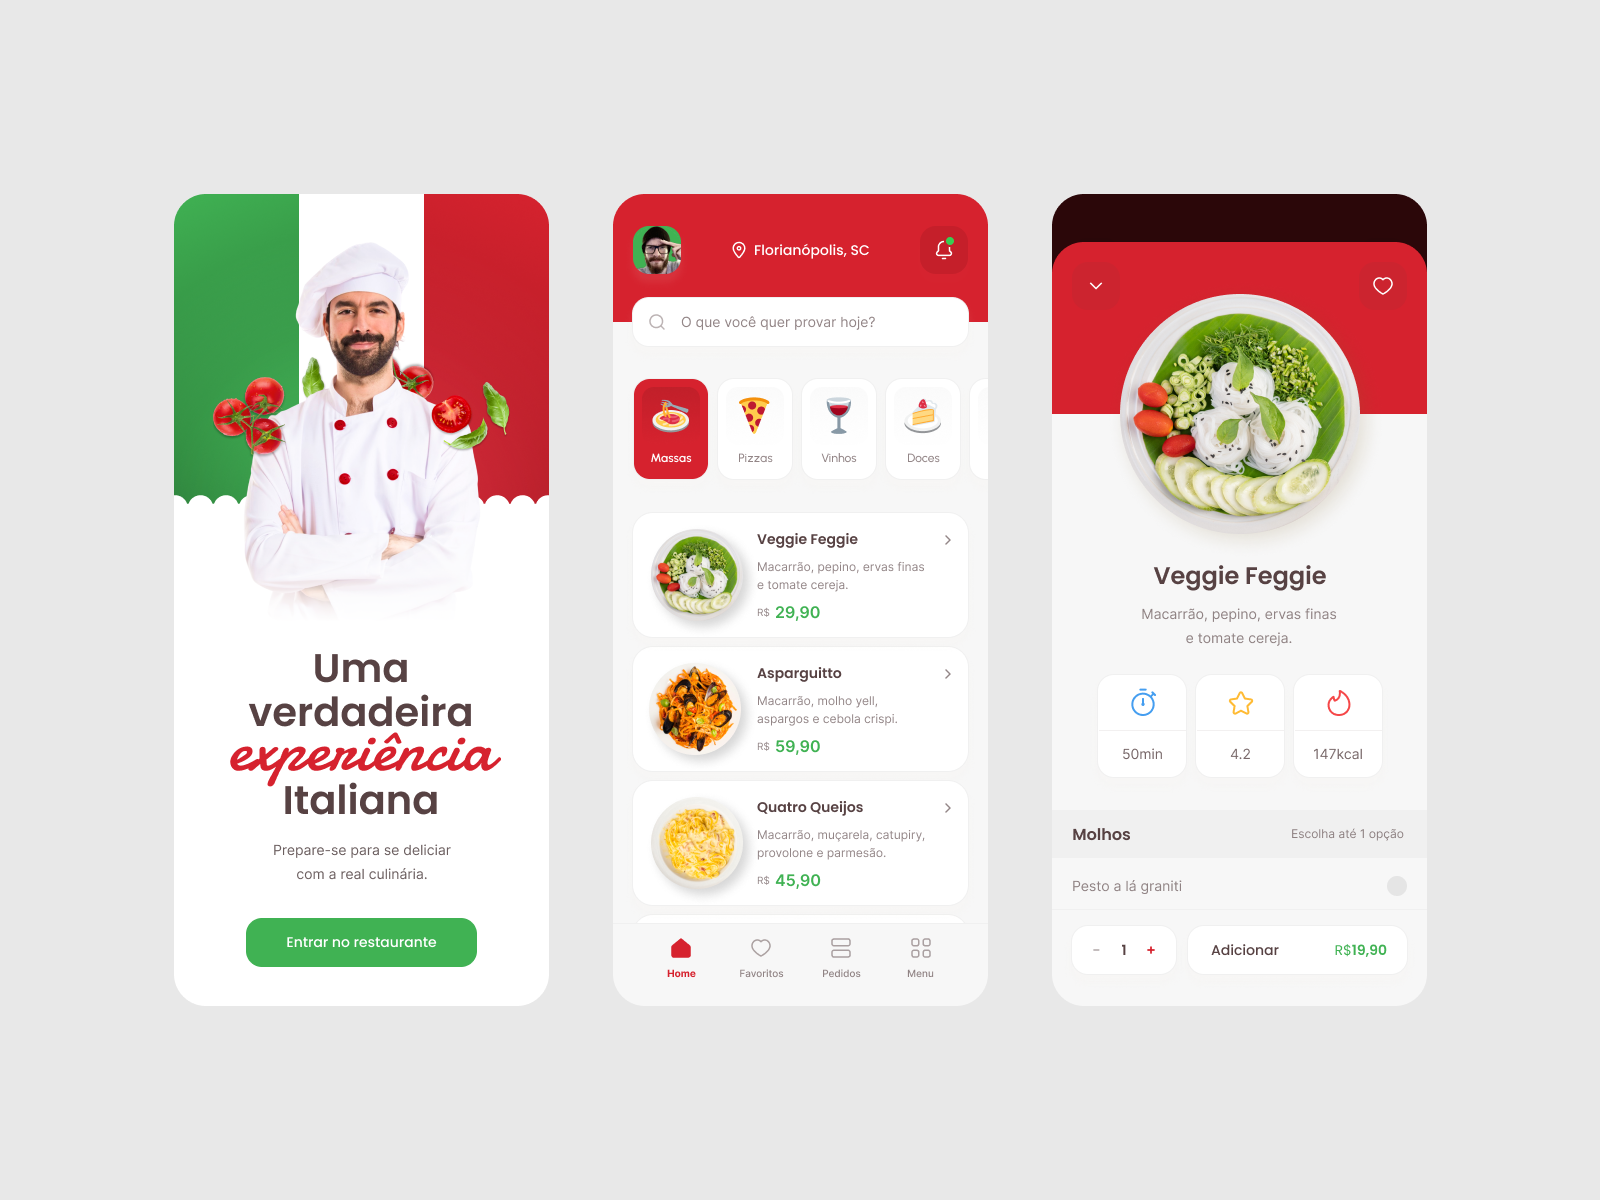 Uma
verdadeira
experiência
Italiana
Prepare-se para se deliciar
com a real culinária.
Entrar no restaurante
Florianópolis, SC
O que você quer provar hoje?
Massas
Pizzas
Vinhos
Doces
Veggie Feggie
Macarrão, pepino, ervas finas
e tomate cereja.
R$ 29,90
Asparguitto
Macarrão, molho yell,
aspargos e cebola crispi.
R$ 59,90
Quatro Queijos
Macarrão, muçarela, catupiry,
provolone e parmesão.
R$ 45,90
Home
Favoritos
Pedidos
Menu
Veggie Feggie
Macarrão, pepino, ervas finas
e tomate cereja.
50min
4.2
147kcal
Molhos
Escolha até 1 opção
Pesto a lá graniti
- 1 +
Adicionar
R$19,90